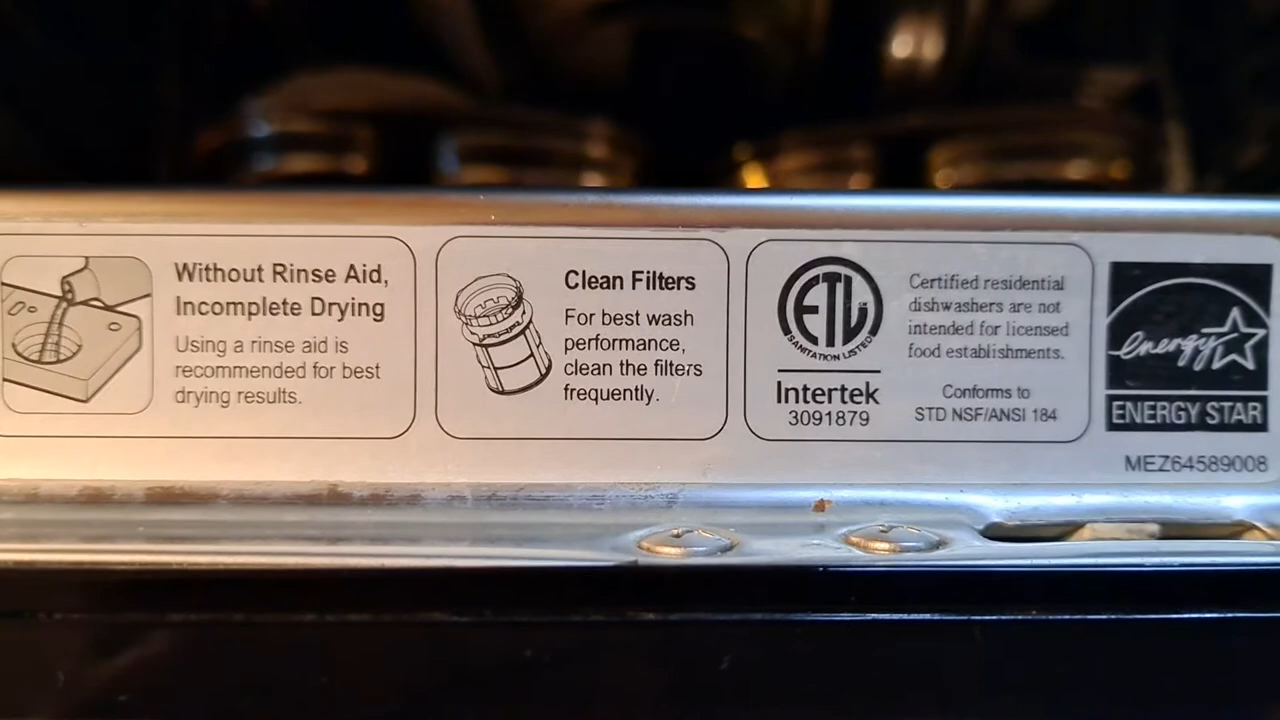 Without Rinse Aid,
Incomplete Drying
Using a rinse aid is
recommended for best
drying results.
Clean Filters
For best wash
performance,
clean the filters
frequently.
ETL
SANITATION LISTED
Intertek
3091879
Certified residential
dishwashers are not
intended for licensed
food establishments.
Conforms to
STD NSF/ANSI 184
energy
ENERGY STAR
MEZ64589008